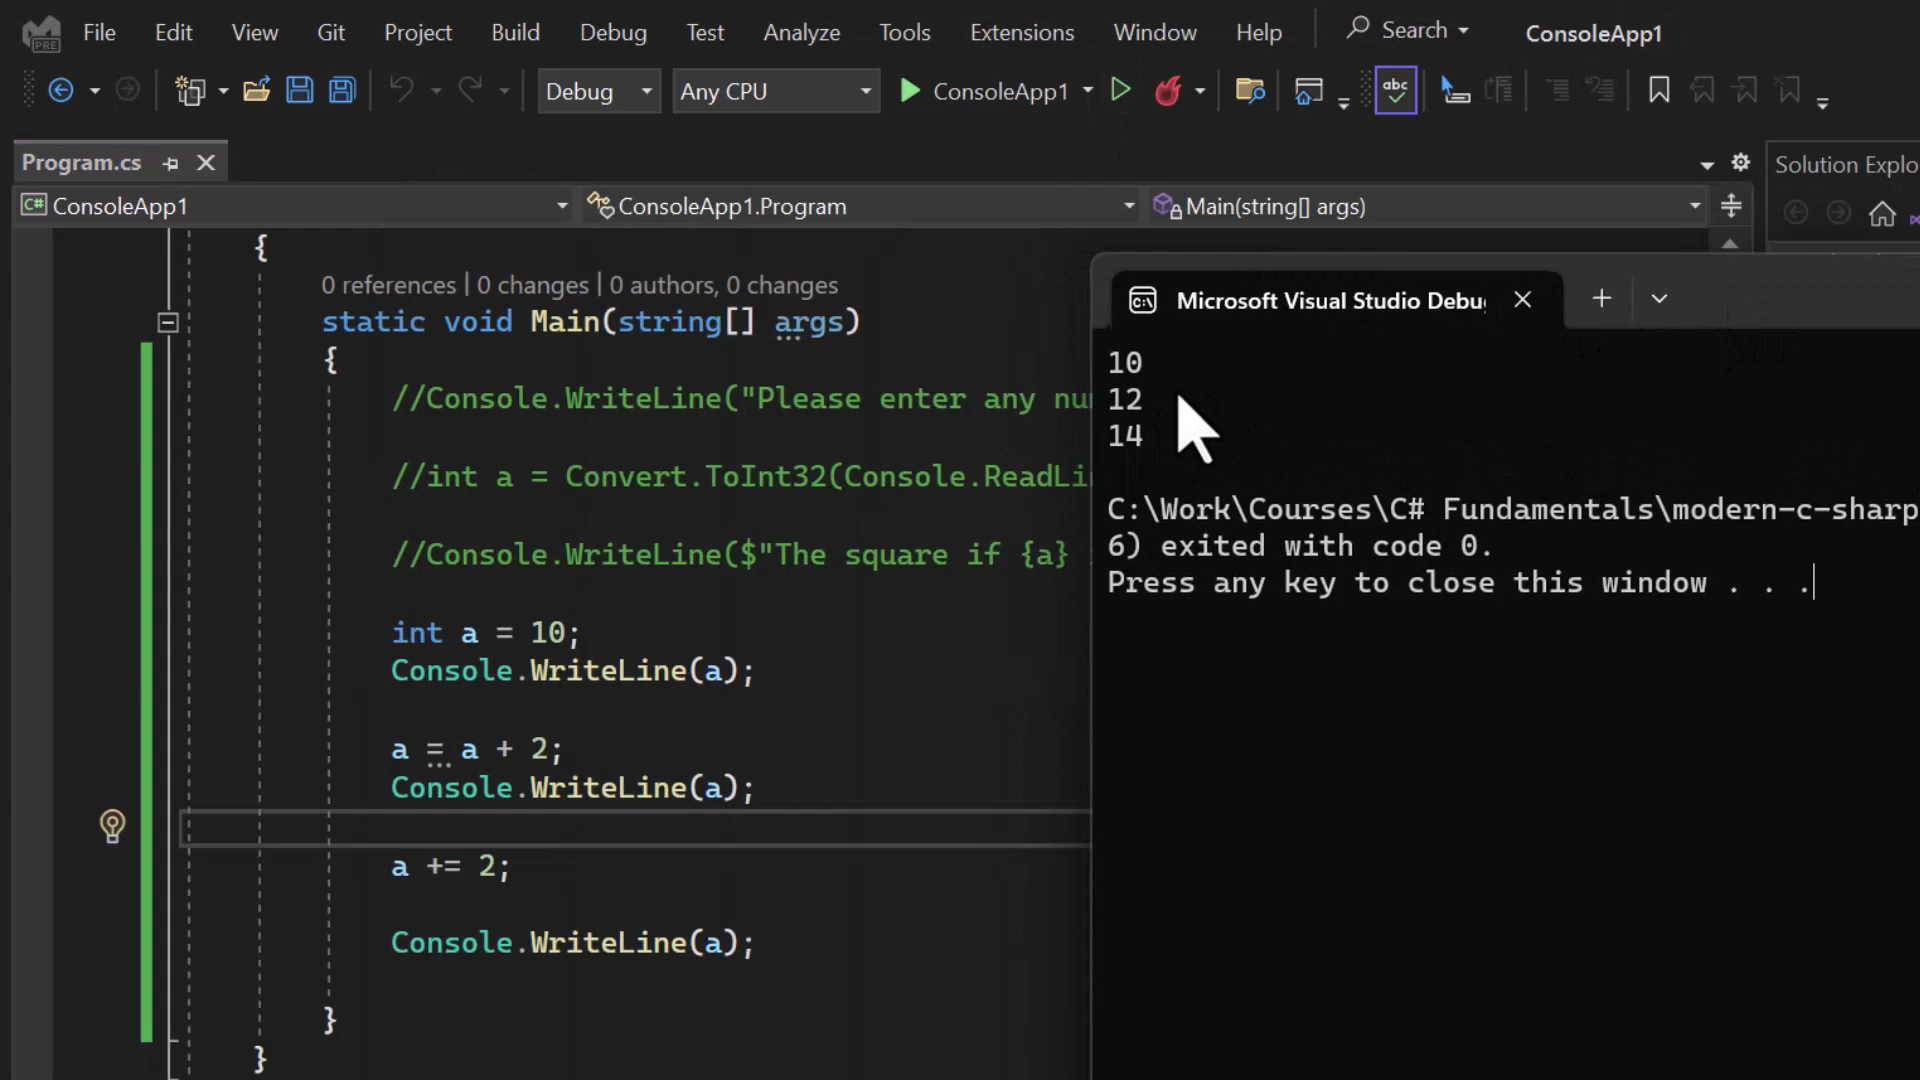 File Edit View Git Project Build Debug Test Analyze Tools Extensions Window Help Search ConsoleApp1
PRE
Debug Any CPU ConsoleApp1 abc
Program.cs
Solution Explo
C# ConsoleApp1 ConsoleApp1.Program Main(string[] args)
{
0 references | 0 changes | 0 authors, 0 changes
static void Main(string[] args)
{
//Console.WriteLine("Please enter any nu
//int a = Convert.ToInt32(Console.ReadLi
//Console.WriteLine($"The square if {a}
int a = 10;
Console.WriteLine(a);
a = a + 2;
Console.WriteLine(a);
a += 2;
Console.WriteLine(a);
}
}
Microsoft Visual Studio Debu
10
12
14
C:\Work\Courses\C# Fundamentals\modern-c-sharp
6) exited with code 0.
Press any key to close this window . . .